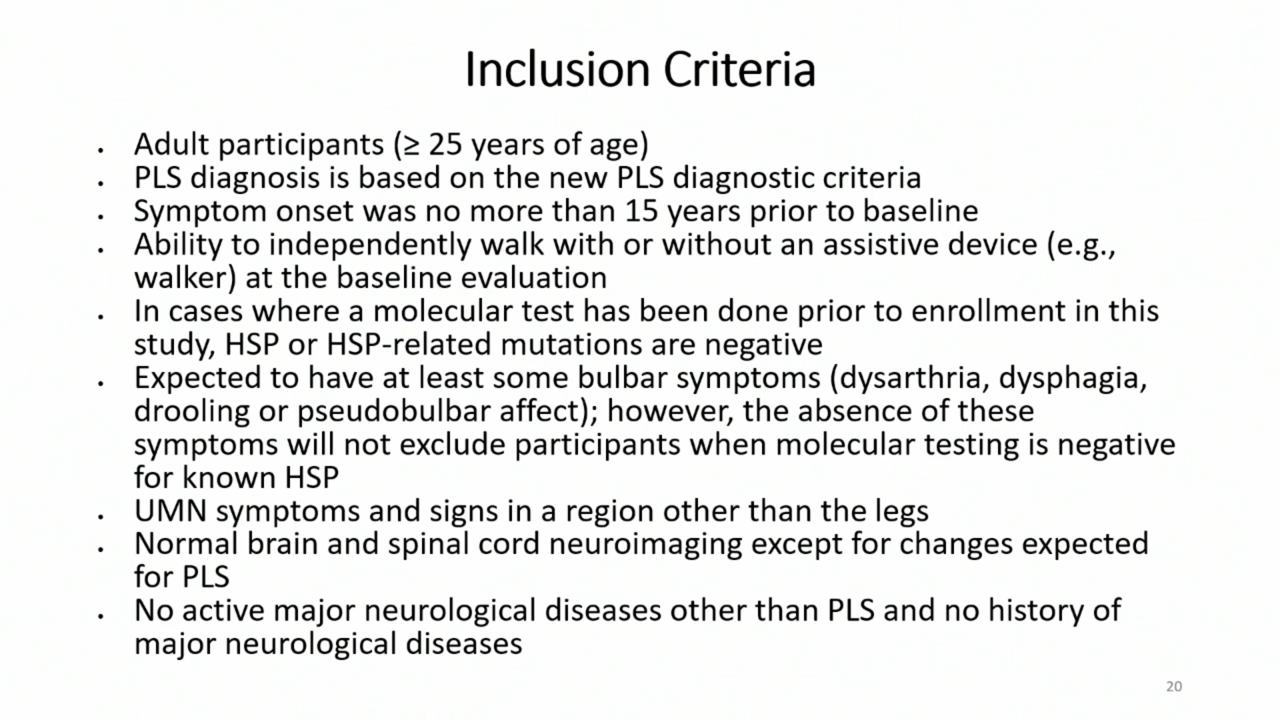 Inclusion Criteria
• Adult participants (≥ 25 years of age)
• PLS diagnosis is based on the new PLS diagnostic criteria
• Symptom onset was no more than 15 years prior to baseline
• Ability to independently walk with or without an assistive device (e.g.,
walker) at the baseline evaluation
• In cases where a molecular test has been done prior to enrollment in this
study, HSP or HSP-related mutations are negative
• Expected to have at least some bulbar symptoms (dysarthria, dysphagia,
drooling or pseudobulbar affect); however, the absence of these
symptoms will not exclude participants when molecular testing is negative
for known HSP
• UMN symptoms and signs in a region other than the legs
• Normal brain and spinal cord neuroimaging except for changes expected
for PLS
• No active major neurological diseases other than PLS and no history of
major neurological diseases
20